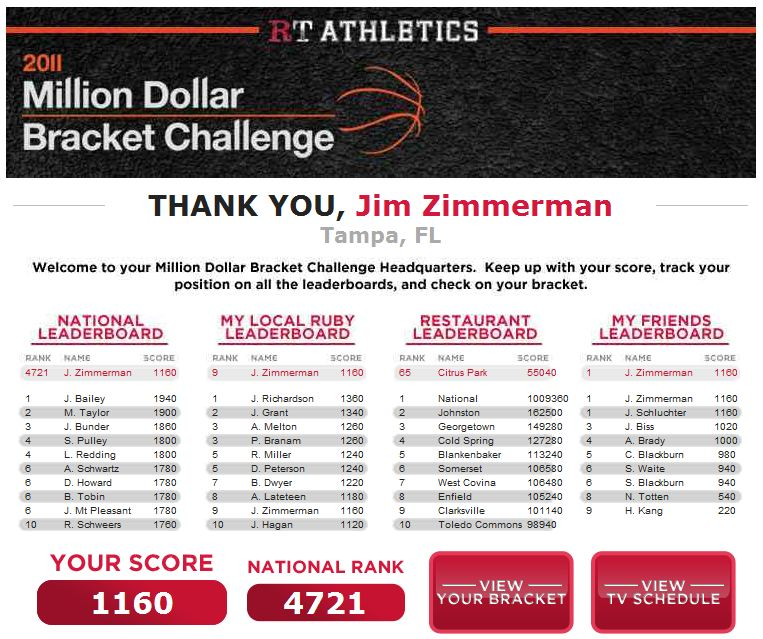 RT ATHLETICS
2011
Million Dollar
Bracket Challenge
THANK YOU, Jim Zimmerman
Tampa, FL
Welcome to your Million Dollar Bracket Challenge Headquarters. Keep up with your score, track your
position on all the leaderboards, and check on your bracket.
NATIONAL
LEADERBOARD
RANK NAME SCORE
4721 J. Zimmerman 1160
1 J. Bailey 1940
2 M. Taylor 1900
3 J. Bunder 1860
4 S. Pulley 1800
4 L. Redding 1800
6 A. Schwartz 1780
6 D. Howard 1780
6 B. Tobin 1780
6 J. Mt Pleasant 1780
10 R. Schweers 1760
MY LOCAL RUBY
LEADERBOARD
RANK NAME SCORE
9 J. Zimmerman 1160
1 J. Richardson 1360
2 J. Grant 1340
3 A. Melton 1260
3 P. Branam 1260
5 R. Miller 1240
5 D. Peterson 1240
7 B. Dwyer 1220
8 A. Lateteen 1180
9 J. Zimmerman 1160
10 J. Hagan 1120
RESTAURANT
LEADERBOARD
RANK NAME SCORE
65 Citrus Park 55040
1 National 1009360
2 Johnston 162500
3 Georgetown 149280
4 Cold Spring 127280
5 Blankenbaker 113240
6 Somerset 106580
7 West Covina 106480
8 Enfield 105240
9 Clarksville 101140
10 Toledo Commons 98940
MY FRIENDS
LEADERBOARD
RANK NAME SCORE
1 J. Zimmerman 1160
1 J. Zimmerman 1160
1 J. Schluchter 1160
3 J. Biss 1020
4 A. Brady 1000
5 C. Blackburn 980
6 S. Waite 940
6 S. Blackburn 940
8 N. Totten 540
9 H. Kang 220
YOUR SCORE
1160
NATIONAL RANK
4721
VIEW
YOUR BRACKET
VIEW
TV SCHEDULE